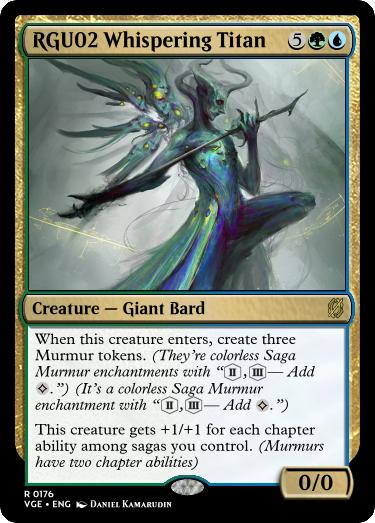 RGU02 Whispering Titan 5
Creature — Giant Bard
When this creature enters, create three
Murmur tokens. (They're colorless Saga
Murmur enchantments with “II, III— Add
C.”) (It's a colorless Saga Murmur
enchantment with “II, III— Add C.”)
This creature gets +1/+1 for each chapter
ability among sagas you control. (Murmurs
have two chapter abilities)
0/0
R 0176
VGE • ENG Daniel Kamarudin